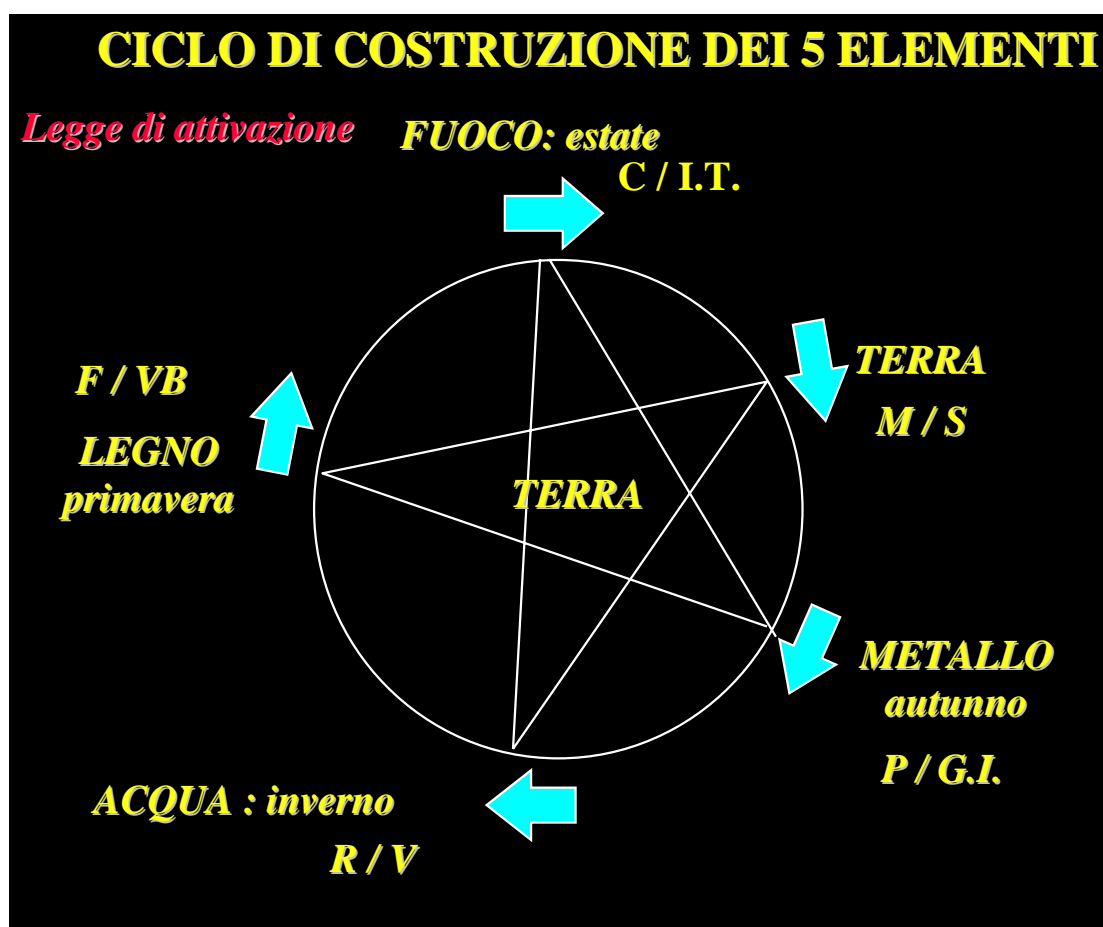 CICLO DI COSTRUZIONE DEI 5 ELEMENTI
Legge di attivazione
FUOCO: estate
C / I.T.
TERRA
M / S
F / VB
LEGNO
primavera
TERRA
METALLO
autunno
P / G.I.
ACQUA : inverno
R / V